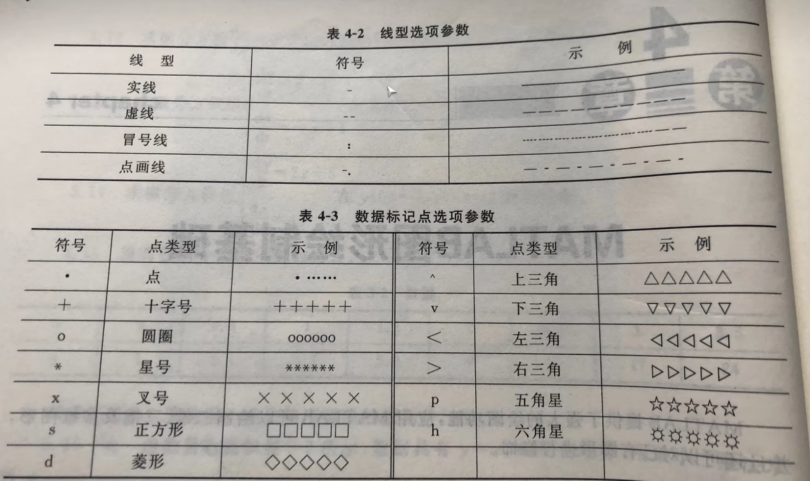 表 4-2 线型选项参数
线 型 符号 示 例
实线 -
虚线 --
冒号线 :
点画线 -.
表 4-3 数据标记点选项参数
符号 点类型 示 例 符号 点类型 示 例
· 点 · …… ^ 上三角 △△△△△
+ 十字号 +++++ v 下三角 ▽▽▽▽▽
o 圆圈 oooooo < 左三角 ◁◁◁◁◁
* 星号 ****** > 右三角 ▷▷▷▷▷
x 叉号 ××××× p 五角星 ☆☆☆☆☆
s 正方形 □□□□□ h 六角星
d 菱形 ◇◇◇◇◇